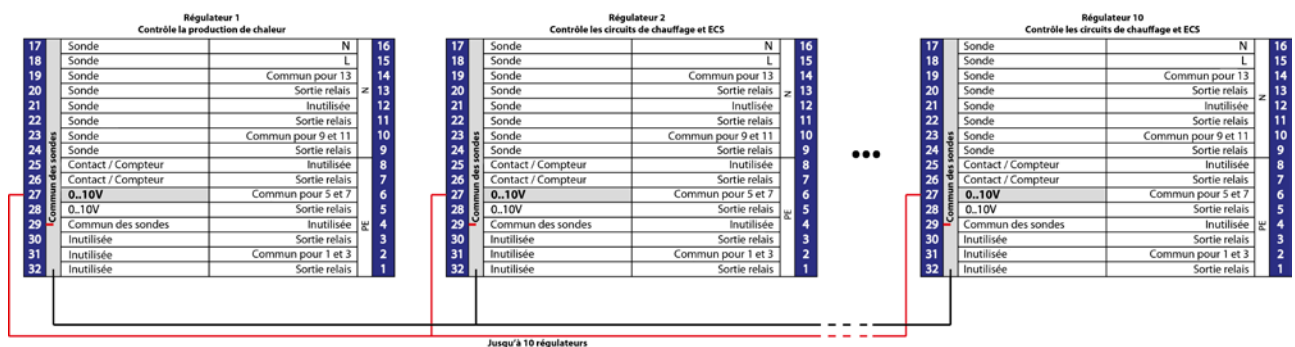 Régulateur 1
Contrôle la production de chaleur
17 Sonde N 16
18 Sonde L 15
19 Sonde Commun pour 13 14
20 Sonde Sortie relais 13
21 Sonde Inutilisée 12
22 Sonde Sortie relais 11
23 Sonde Commun pour 9 et 11 10
24 Sonde Sortie relais 9
25 Contact / Compteur Inutilisée 8
26 Contact / Compteur Sortie relais 7
27 0..10V Commun pour 5 et 7 6
28 0..10V Sortie relais 5
29 Commun des sondes Inutilisée 4
30 Inutilisée Sortie relais 3
31 Inutilisée Commun pour 1 et 3 2
32 Inutilisée Sortie relais 1
Commun des sondes
N
PE
Régulateur 2
Contrôle les circuits de chauffage et ECS
17 Sonde N 16
18 Sonde L 15
19 Sonde Commun pour 13 14
20 Sonde Sortie relais 13
21 Sonde Inutlisée 12
22 Sonde Sortie relais 11
23 Sonde Commun pour 9 et 11 10
24 Sonde Sortie relais 9
25 Contact / Compteur Inutilisée 8
26 Contact / Compteur Sortie relais 7
27 0..10V Commun pour 5 et 7 6
28 0..10V Sortie relais 5
29 Commun des sondes Inutilisée 4
30 Inutilisée Sortie relais 3
31 Inutilisée Commun pour 1 et 3 2
32 Inutilisée Sortie relais 1
Commun des sondes
N
PE
•••
Régulateur 10
Contrôle les circuits de chauffage et ECS
17 Sonde N 16
18 Sonde L 15
19 Sonde Commun pour 13 14
20 Sonde Sortie relais 13
21 Sonde Inutilisée 12
22 Sonde Sortie relais 11
23 Sonde Commun pour 9 et 11 10
24 Sonde Sortie relais 9
25 Contact / Compteur Inutilisée 8
26 Contact / Compteur Sortie relais 7
27 0..10V Commun pour 5 et 7 6
28 0..10V Sortie relais 5
29 Commun des sondes Inutilisée 4
30 Inutilisée Sortie relais 3
31 Inutilisée Commun pour 1 et 3 2
32 Inutilisée Sortie relais 1
Commun des sondes
N
PE
Jusqu'à 10 régulateurs